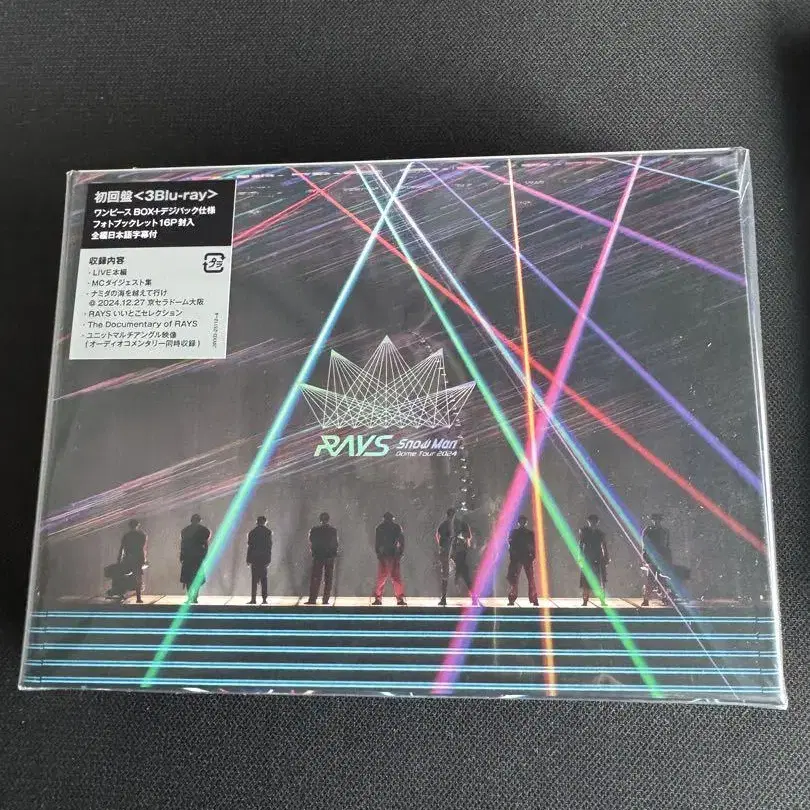 初回盤<3Blu-ray>
ワンピースBOX+デジパック仕様
フォトブックレット16P封入
全編日本語字幕付
収録内容
・LIVE本編
・MCダイジェスト集
・ナミダの海を越えて行け
@ 2024.12.27 京セラドーム大阪
・RAYS いいとこセレクション
・The Documentary of RAYS
・ユニットマルチアングル映像
(オーディオコメンタリー同時収録)
プラ
RAYS Snow Man
Dome Tour 2024